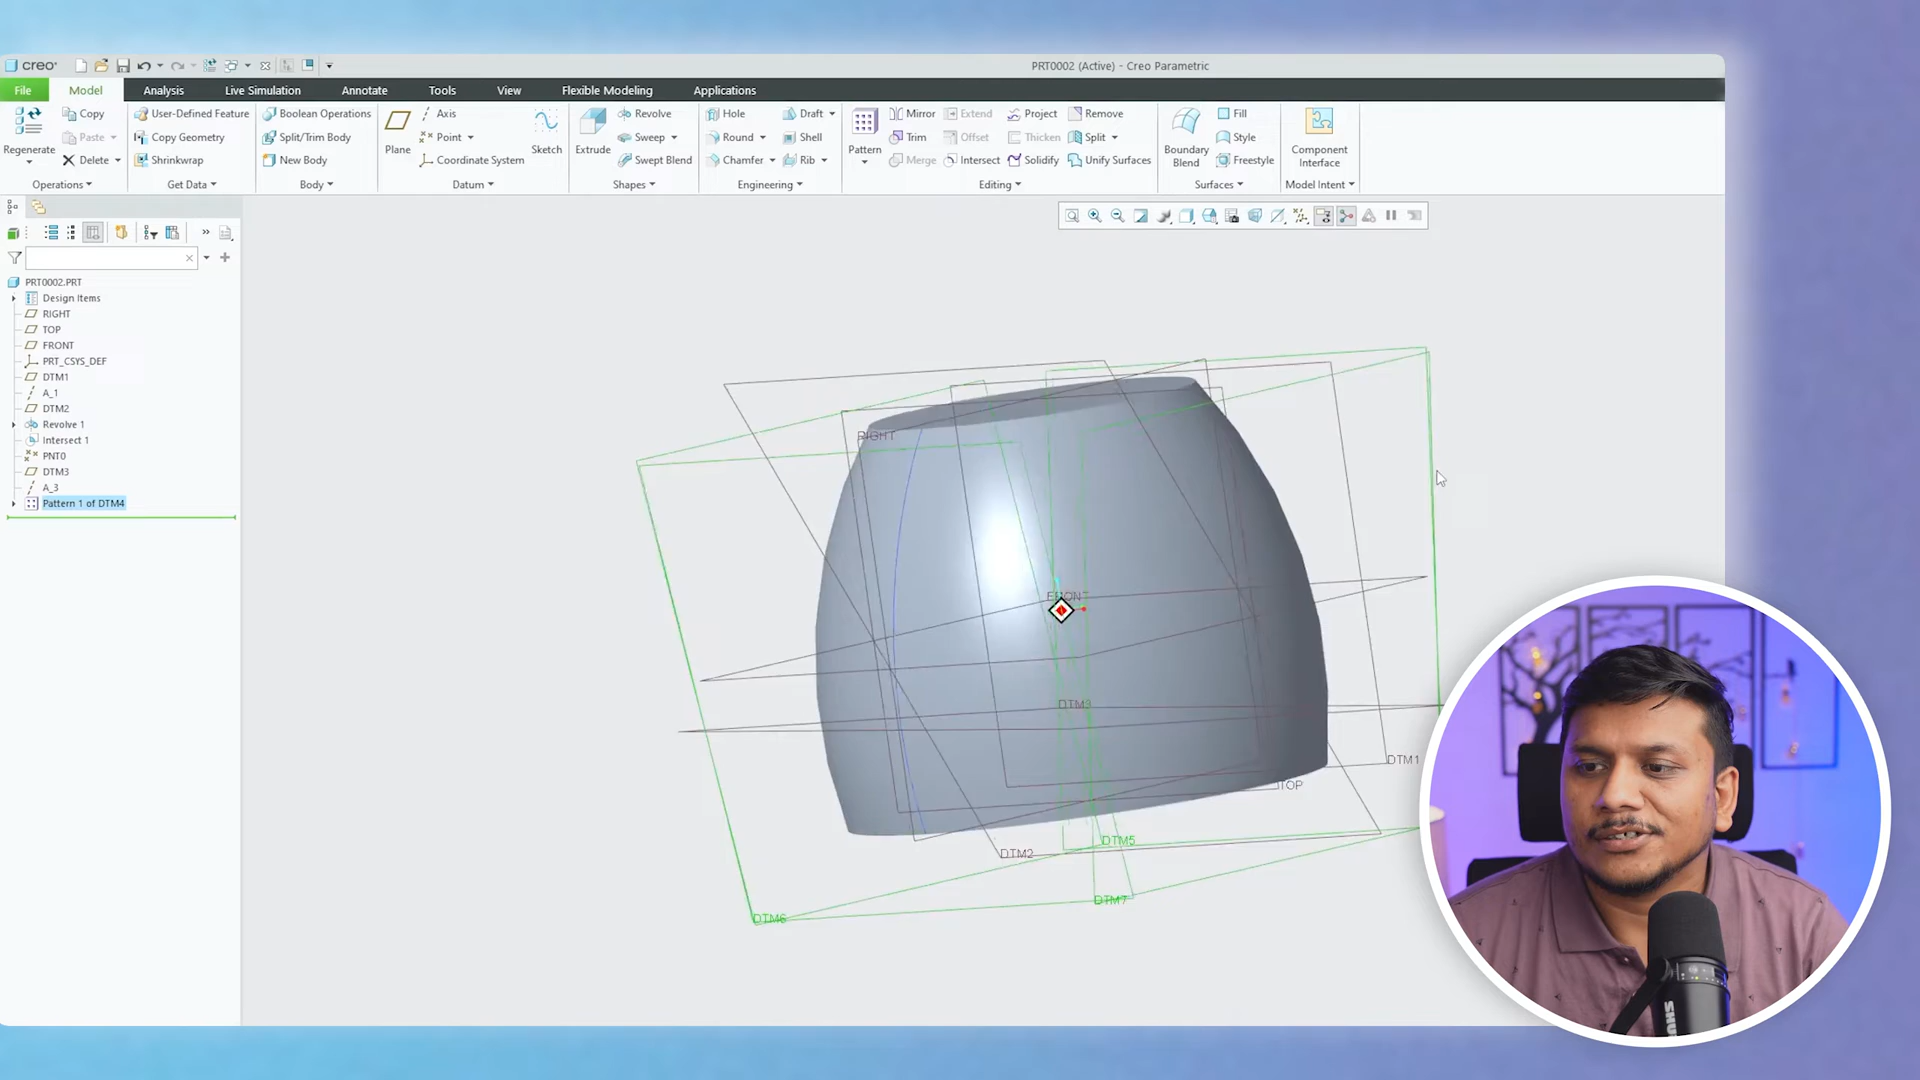 creo
PRT0002 (Active) - Creo Parametric
File Model Analysis Live Simulation Annotate Tools View Flexible Modeling Applications
Regenerate
Copy
Paste
Delete
Operations
User-Defined Feature
Copy Geometry
Shrinkwrap
Get Data
Boolean Operations
Split/Trim Body
New Body
Body
Plane
Axis
Point
Coordinate System
Sketch
Datum
Extrude
Revolve
Sweep
Swept Blend
Shapes
Hole
Round
Chamfer
Draft
Shell
Rib
Engineering
Pattern
Mirror
Trim
Merge
Extend
Offset
Intersect
Project
Thicken
Solidify
Remove
Split
Unify Surfaces
Editing
Boundary
Blend
Fill
Style
Freestyle
Surfaces
Component
Interface
Model Intent
PRT0002.PRT
Design Items
RIGHT
TOP
FRONT
PRT_CSYS_DEF
DTM1
A_1
DTM2
Revolve 1
Intersect 1
PNT0
DTM3
A_3
Pattern 1 of DTM4
RIGHT
FRONT
DTM3
DTM1
TOP
DTM5
DTM2
DTM7
DTM6
SHU